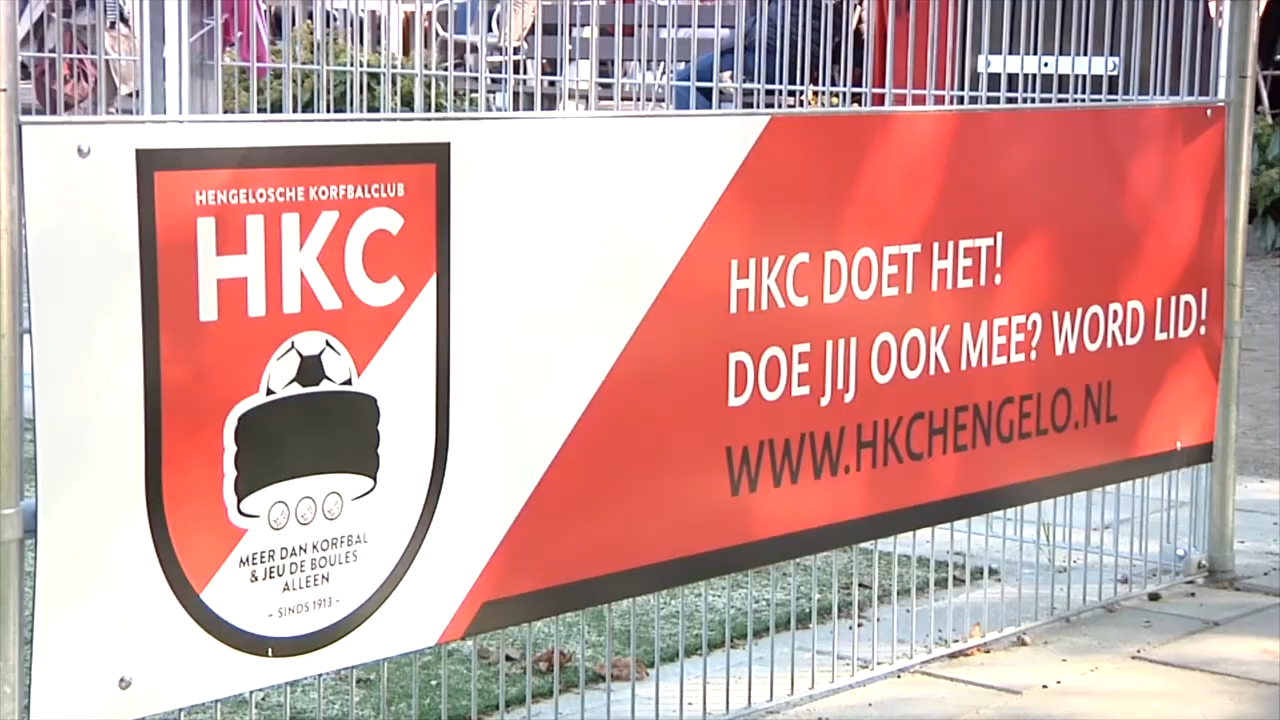 HENGELOSCHE KORFBALCLUB
HKC
MEER DAN KORFBAL
& JEU DE BOULES
ALLEEN
- SINDS 1913 -
HKC DOET HET!
DOE JIJ OOK MEE? WORD LID!
WWW.HKCHENGELO.NL